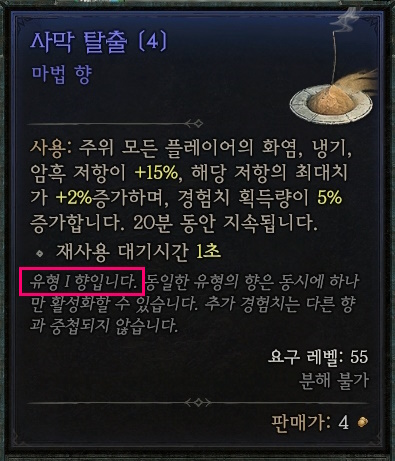 사막 탈출 (4)
마법 향
사용: 주위 모든 플레이어의 화염, 냉기,
암흑 저항이 +15%, 해당 저항의 최대치
가 +2%증가하며, 경험치 획득량이 5%
증가합니다. 20분 동안 지속됩니다.
재사용 대기시간 1초
유형 I 향입니다. 동일한 유형의 향은 동시에 하나
만 활성화할 수 있습니다. 추가 경험치는 다른 향
과 중첩되지 않습니다.
요구 레벨: 55
분해 불가
판매가: 4